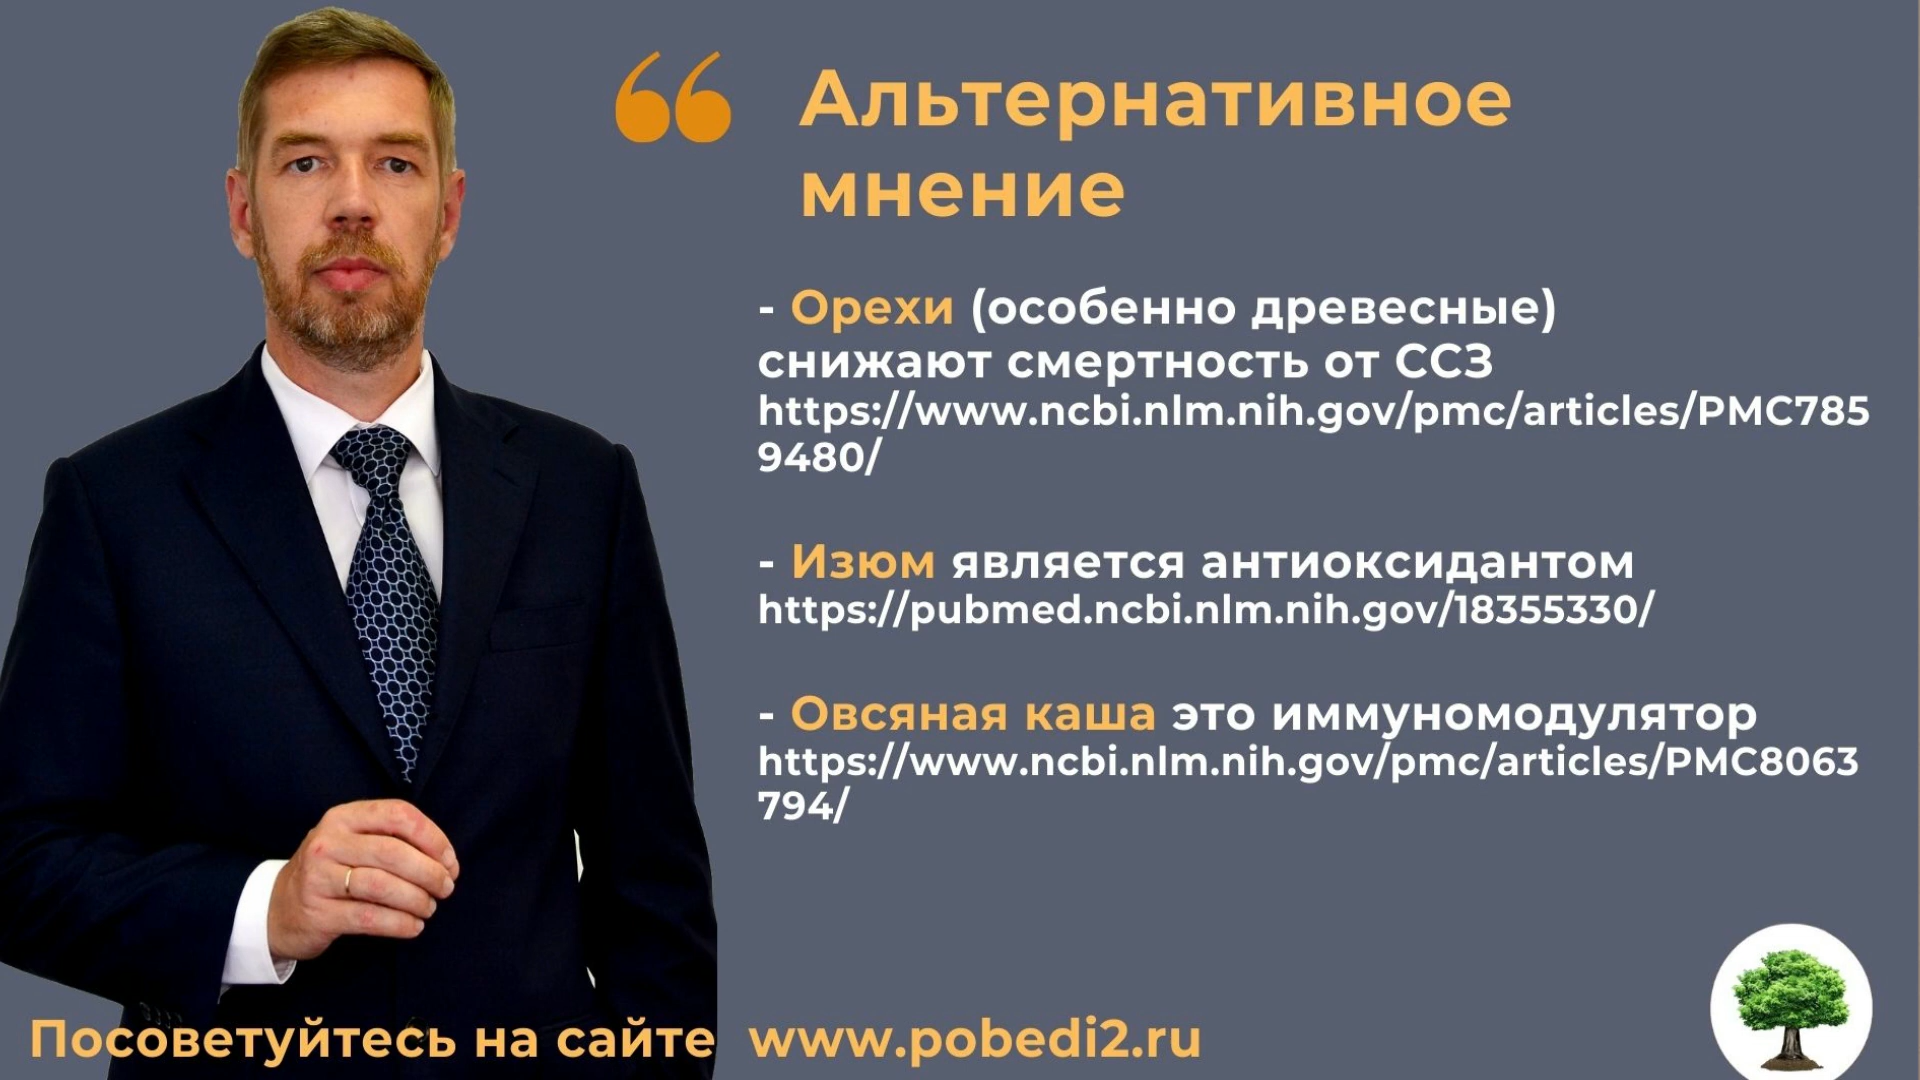 Альтернативное
мнение
- Орехи (особенно древесные)
снижают смертность от ССЗ
https://www.ncbi.nlm.nih.gov/pmc/articles/PMC785
9480/
- Изюм является антиоксидантом
https://pubmed.ncbi.nlm.nih.gov/18355330/
- Овсяная каша это иммуномодулятор
https://www.ncbi.nlm.nih.gov/pmc/articles/PMC8063
794/
Посоветуйтесь на сайте www.pobedi2.ru